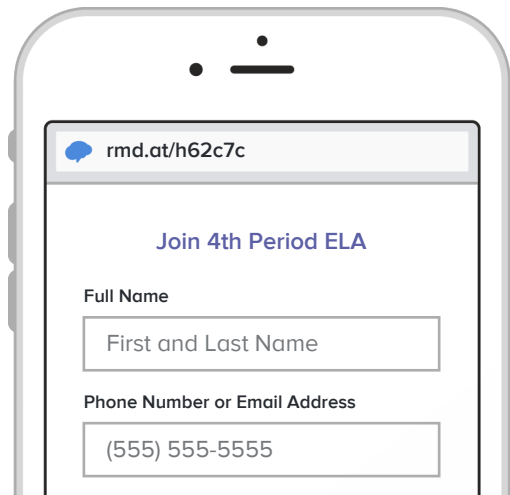 rmd.at/h62c7c
Join 4th Period ELA
Full Name
First and Last Name
Phone Number or Email Address
(555) 555-5555